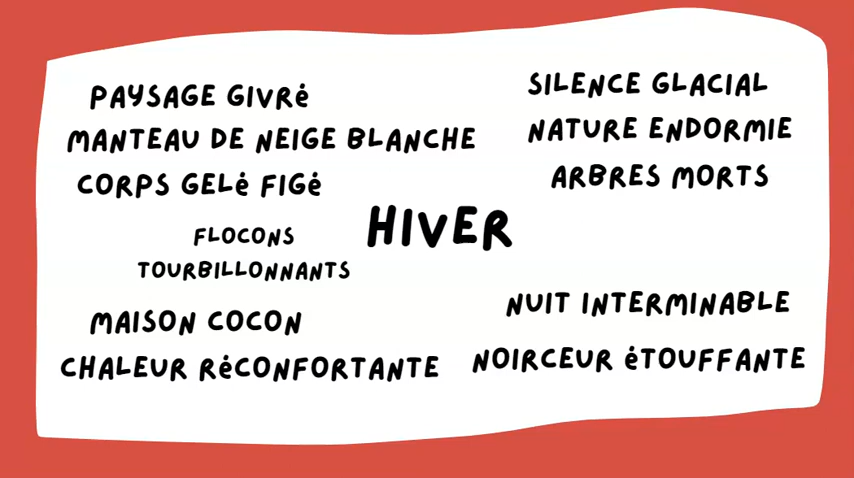 PAYSAGE GIVRÉ
MANTEAU DE NEIGE BLANCHE
CORPS GELÉ FIGÉ
FLOCONS
TOURBILLONNANTS
MAISON COCON
CHALEUR RÉCONFORTANTE
HIVER
SILENCE GLACIAL
NATURE ENDORMIE
ARBRES MORTS
NUIT INTERMINABLE
NOIRCEUR ÉTOUFFANTE